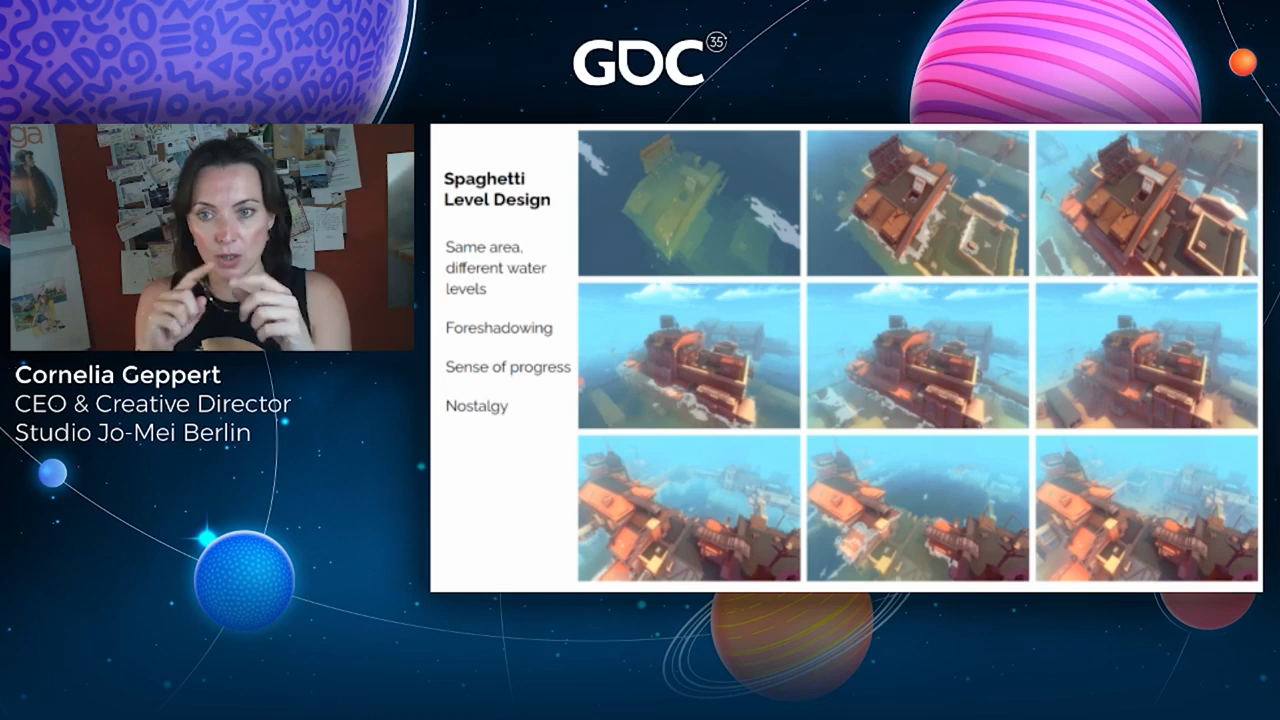 GDC 35
ga
Cornelia Geppert
CEO & Creative Director
Studio Jo-Mei Berlin
Spaghetti
Level Design
Same area,
different water
levels
Foreshadowing
Sense of progress
Nostalgy